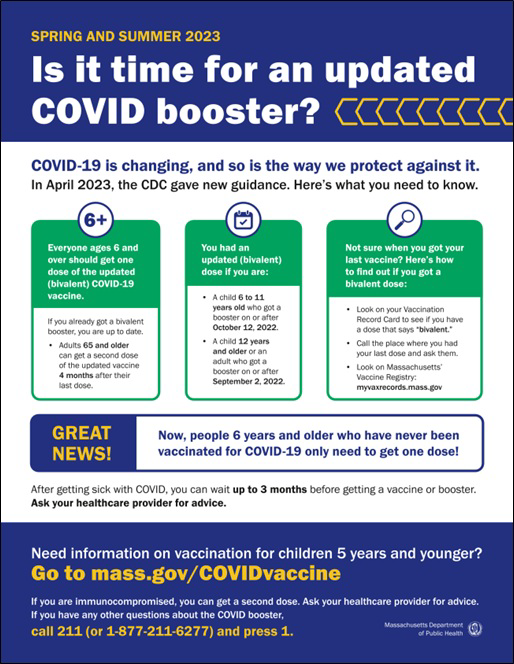 SPRING AND SUMMER 2023
Is it time for an updated
COVID booster?
COVID-19 is changing, and so is the way we protect against it.
In April 2023, the CDC gave new guidance. Here's what you need to know.
6+
Everyone ages 6 and
over should get one
dose of the updated
(bivalent) COVID-19
vaccine.
If you already got a bivalent
booster, you are up to date.
• Adults 65 and older
can get a second dose
of the updated vaccine
4 months after their
last dose.
You had an
updated (bivalent)
dose if you are:
• A child 6 to 11
years old who got a
booster on or after
October 12, 2022.
• A child 12 years
and older or an
adult who got a
booster on or after
September 2, 2022.
Not sure when you got your
last vaccine? Here's how
to find out if you got a
bivalent dose:
• Look on your Vaccination
Record Card to see if you have
a dose that says "bivalent."
• Call the place where you had
your last dose and ask them.
• Look on Massachusetts'
Vaccine Registry:
myvaxrecords.mass.gov
GREAT
NEWS!
Now, people 6 years and older who have never been
vaccinated for COVID-19 only need to get one dose!
After getting sick with COVID, you can wait up to 3 months before getting a vaccine or booster.
Ask your healthcare provider for advice.
Need information on vaccination for children 5 years and younger?
Go to mass.gov/COVIDvaccine
If you are immunocompromised, you can get a second dose. Ask your healthcare provider for advice.
If you have any other questions about the COVID booster,
call 211 (or 1-877-211-6277) and press 1.
Massachusetts Department
of Public Health